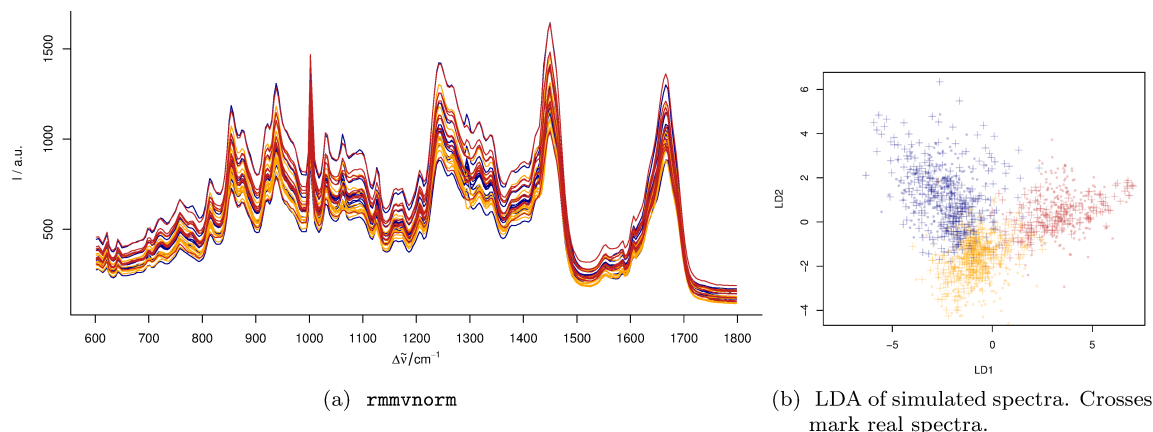 1500
1000
500
I / a.u.
600 700 800 900 1000 1100 1200 1300 1400 1500 1600 1700 1800
Δν̃/cm⁻¹
(a) rmmvnorm
6
4
2
0
−2
−4
LD2
−5 0 5
LD1
(b) LDA of simulated spectra. Crosses
mark real spectra.